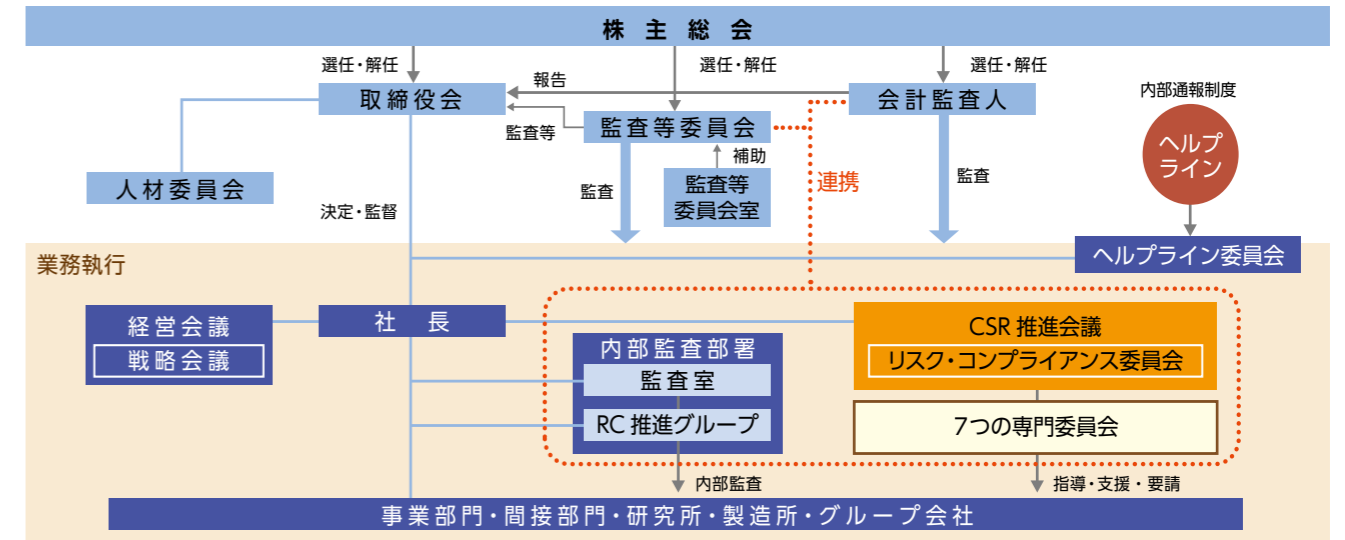 株主総会
選任・解任
選任・解任
選任・解任
報告
取締役会
会計監査人
内部通報制度
監査等
監査等委員会
ヘルプ
ライン
補助
人材委員会
監査
監査等
委員会室
連携
監査
決定・監督
業務執行
ヘルプライン委員会
経営会議
戦略会議
社長
内部監査部署
監査室
RC推進グループ
CSR推進会議
リスク・コンプライアンス委員会
7つの専門委員会
内部監査
指導・支援・要請
事業部門・間接部門・研究所・製造所・グループ会社